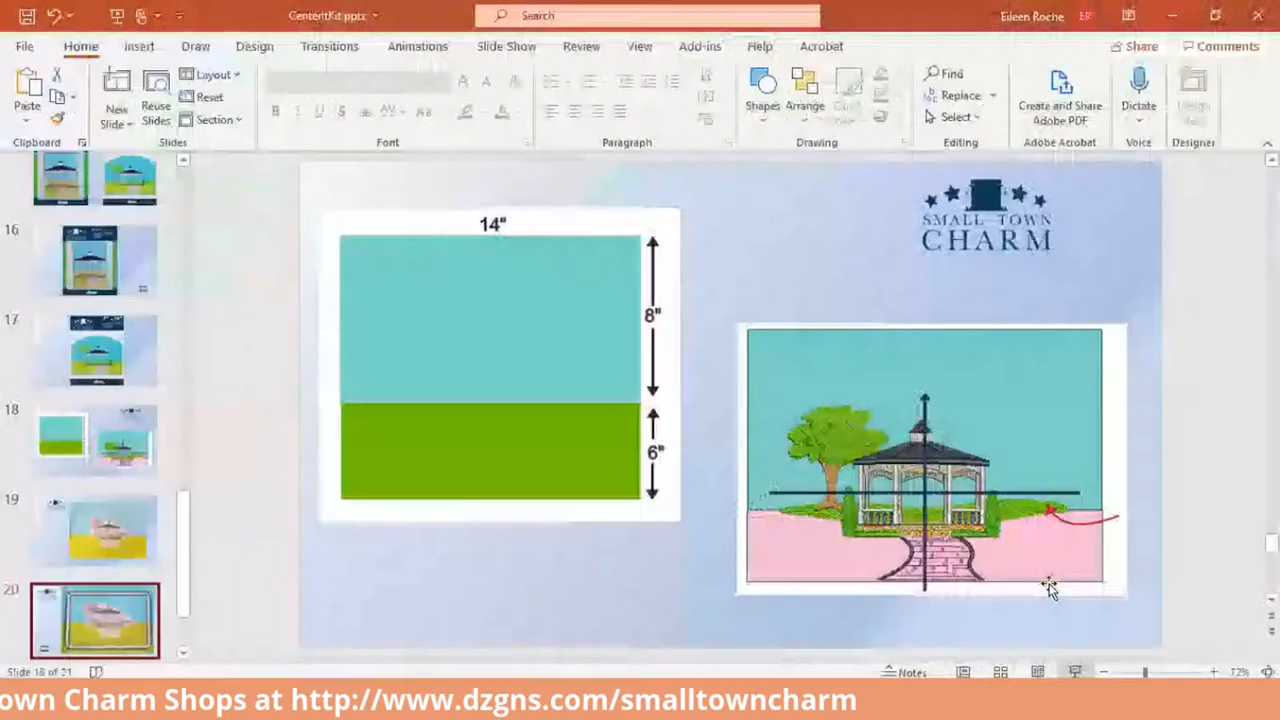 CenteritKit.pptx
Search
Eileen Roche ER
File Home Insert Draw Design Transitions Animations Slide Show Review View Add-ins Help Acrobat
Share Comments
Paste
New Slide
Reuse Slides
Layout
Reset
Section
Find
Replace
Select
Shapes Arrange
Create and Share Adobe PDF
Dictate
Clipboard Slides Font Paragraph Drawing Editing Adobe Acrobat Voice Designer
16
17
18
19
20
14"
8"
6"
SMALL TOWN
CHARM
Slide 18 of 21
Notes
72%
own Charm Shops at http://www.dzgns.com/smalltowncharm